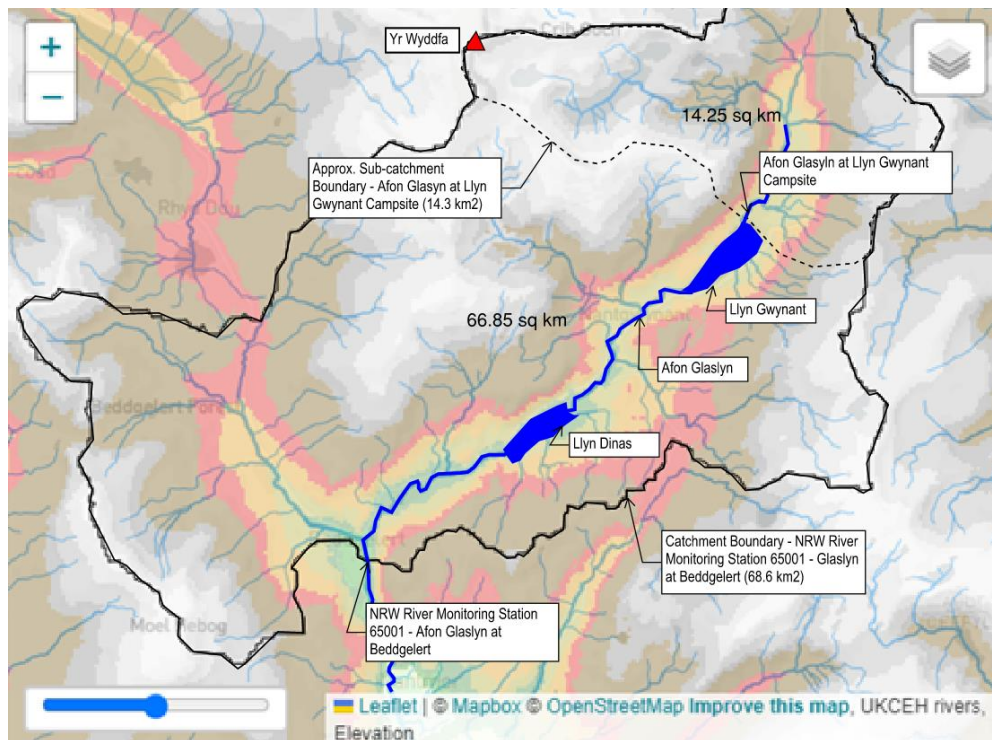 +
−
Yr Wyddfa
Crib Goch
14.25 sq km
Approx. Sub-catchment
Boundary - Afon Glasyn at Llyn
Gwynant Campsite (14.3 km2)
Afon Glasyln at Llyn Gwynant
Campsite
Rhyd Ddu
Llyn Gwynant
66.85 sq km
Afon Glaslyn
Beddgelert Forest
Llyn Dinas
Catchment Boundary - NRW River
Monitoring Station 65001 - Glaslyn
at Beddgelert (68.6 km2)
NRW River Monitoring Station
65001 - Afon Glaslyn at
Beddgelert
Moel Hebog
Leaflet | © Mapbox © OpenStreetMap Improve this map, UKCEH rivers,
Elevation